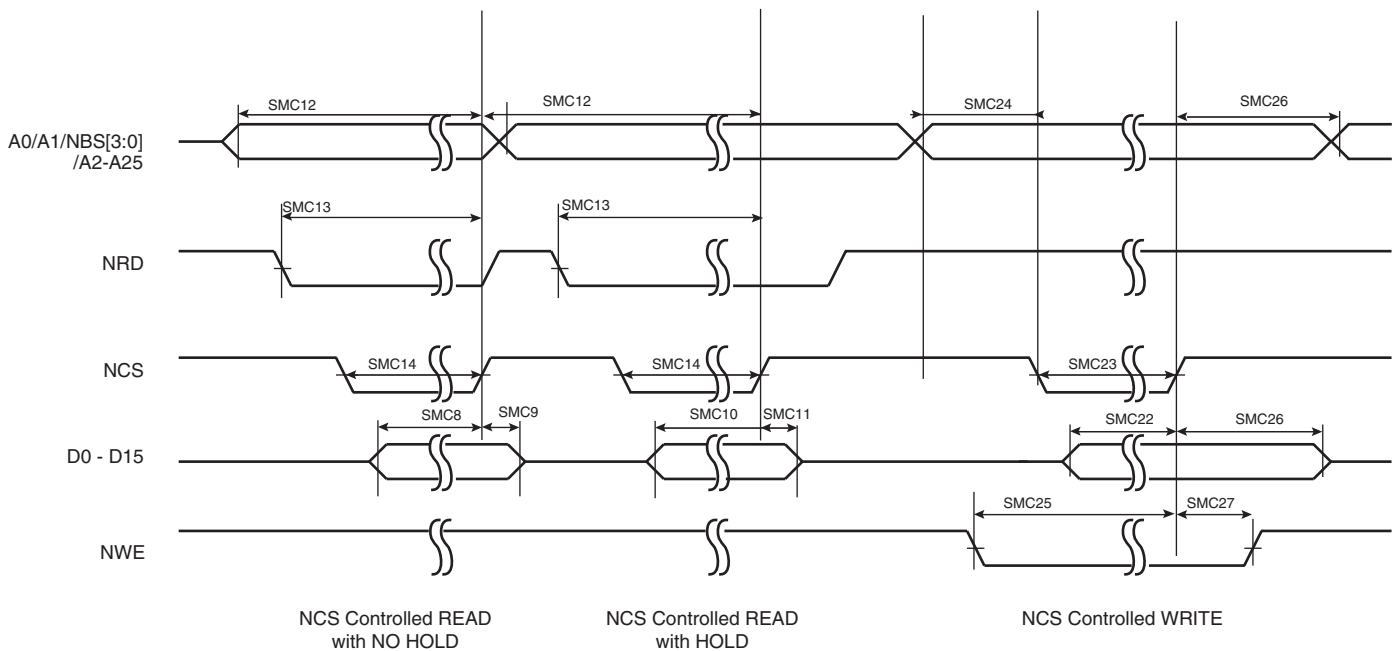 SMC12
SMC12
SMC24
SMC26
A0/A1/NBS[3:0]
/A2-A25
SMC13
SMC13
NRD
NCS
SMC14
SMC14
SMC23
SMC8
SMC9
SMC10
SMC11
SMC22
SMC26
D0 - D15
SMC25
SMC27
NWE
NCS Controlled READ
with NO HOLD
NCS Controlled READ
with HOLD
NCS Controlled WRITE